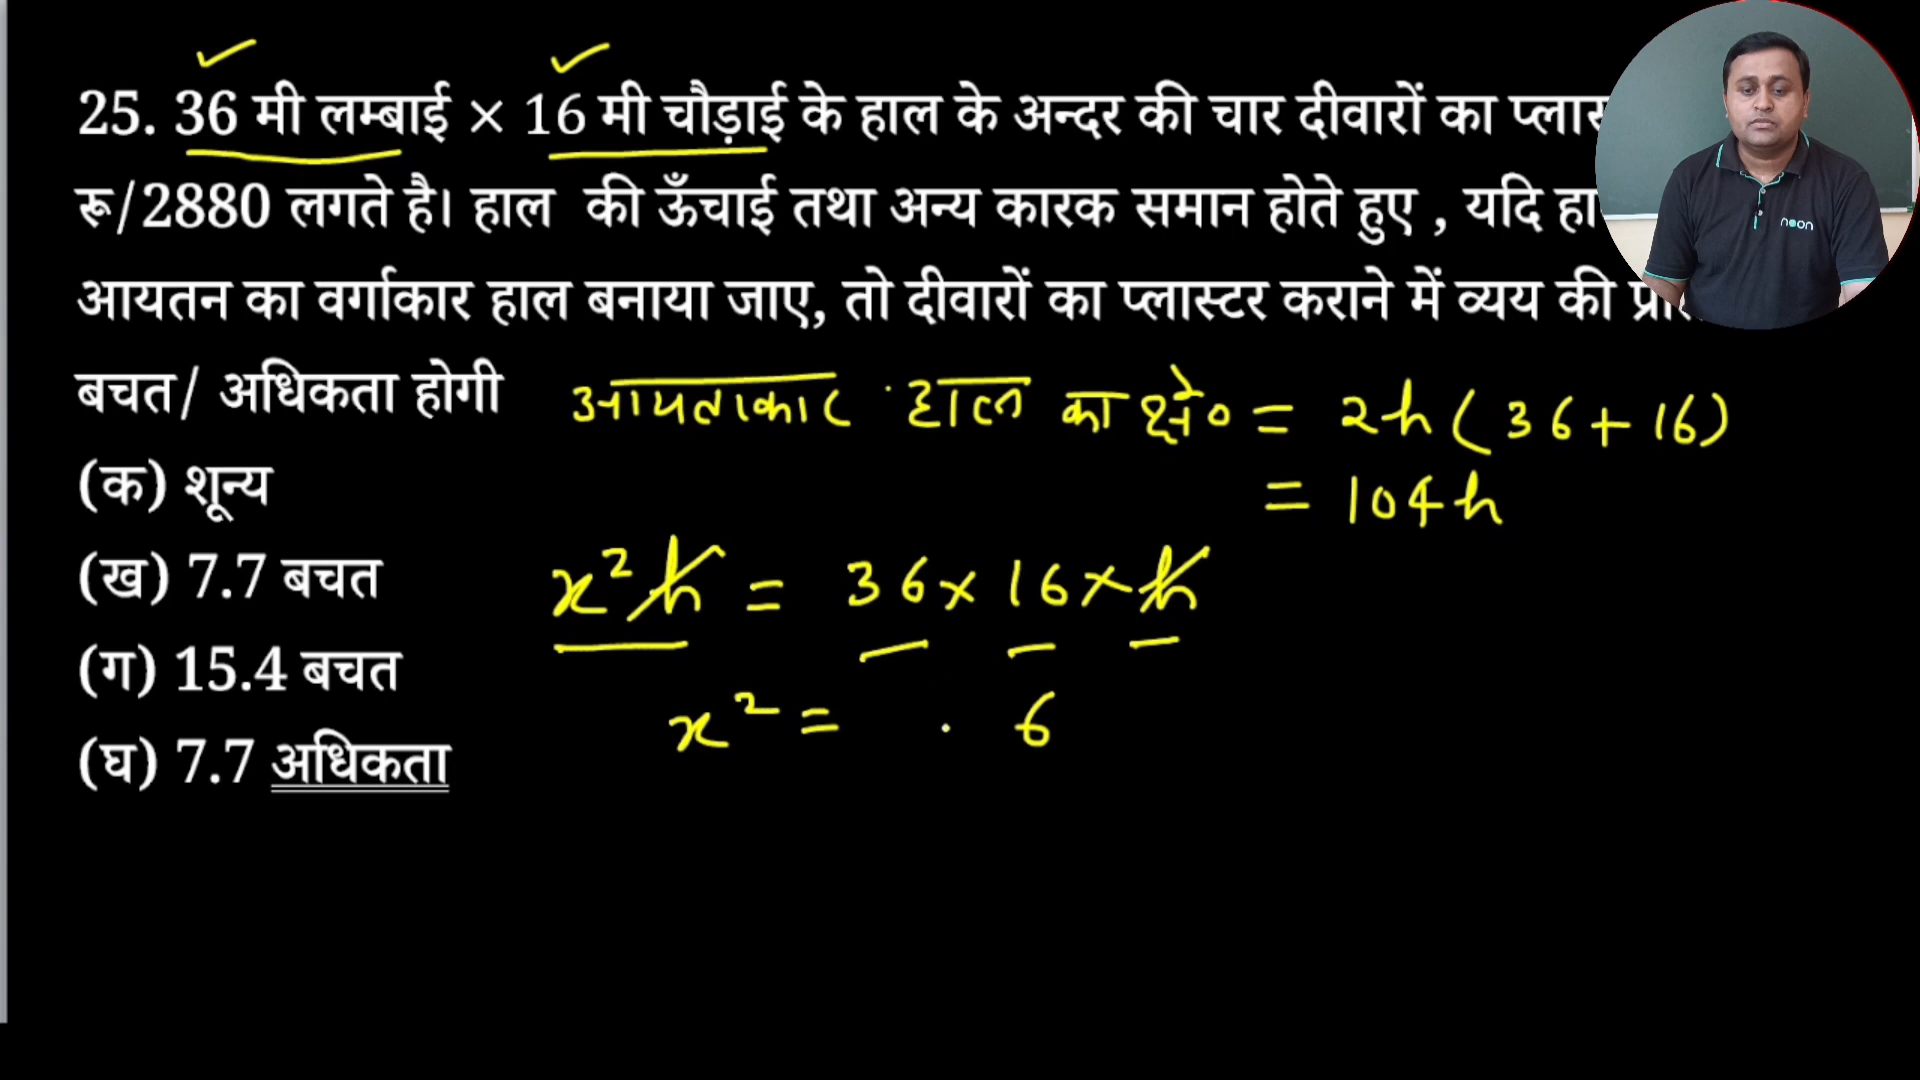 25. 36 मी लम्बाई × 16 मी चौड़ाई के हाल के अन्दर की चार दीवारों का
रू/2880 लगते है। हाल की ऊँचाई तथा अन्य कारक समान होते हुए , यदि
आयतन का वर्गाकार हाल बनाया जाए, तो दीवारों का प्लास्टर कराने में व्यय की
बचत/ अधिकता होगी
आयताकार हाल का क्षे० = 2h (36+16)
= 104h
(क) शून्य
(ख) 7.7 बचत
x²h = 36×16×h
(ग) 15.4 बचत
x² = 6
(घ) 7.7 अधिकता
noon